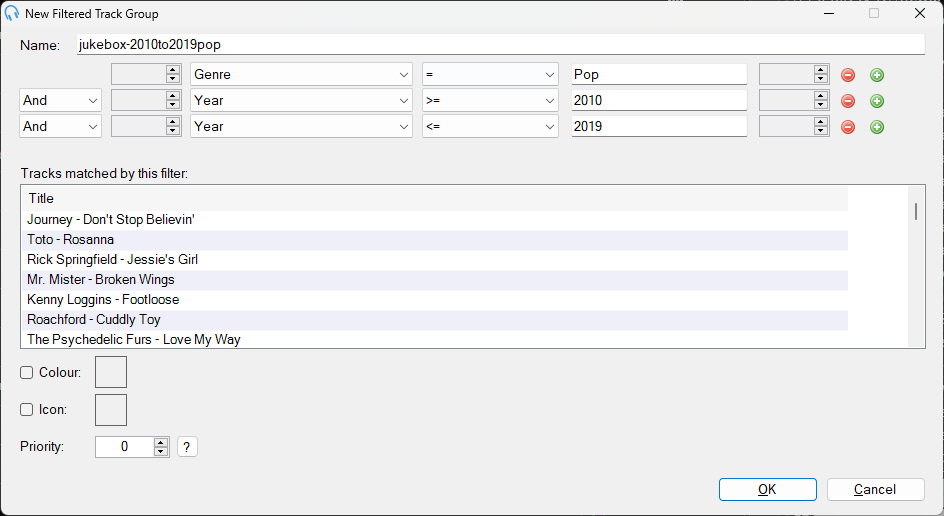 New Filtered Track Group
Name: jukebox-2010to2019pop
Genre = Pop
And Year >= 2010
And Year <= 2019
Tracks matched by this filter:
Title
Journey - Don't Stop Believin'
Toto - Rosanna
Rick Springfield - Jessie's Girl
Mr. Mister - Broken Wings
Kenny Loggins - Footloose
Roachford - Cuddly Toy
The Psychedelic Furs - Love My Way
Colour:
Icon:
Priority: 0 ?
OK Cancel